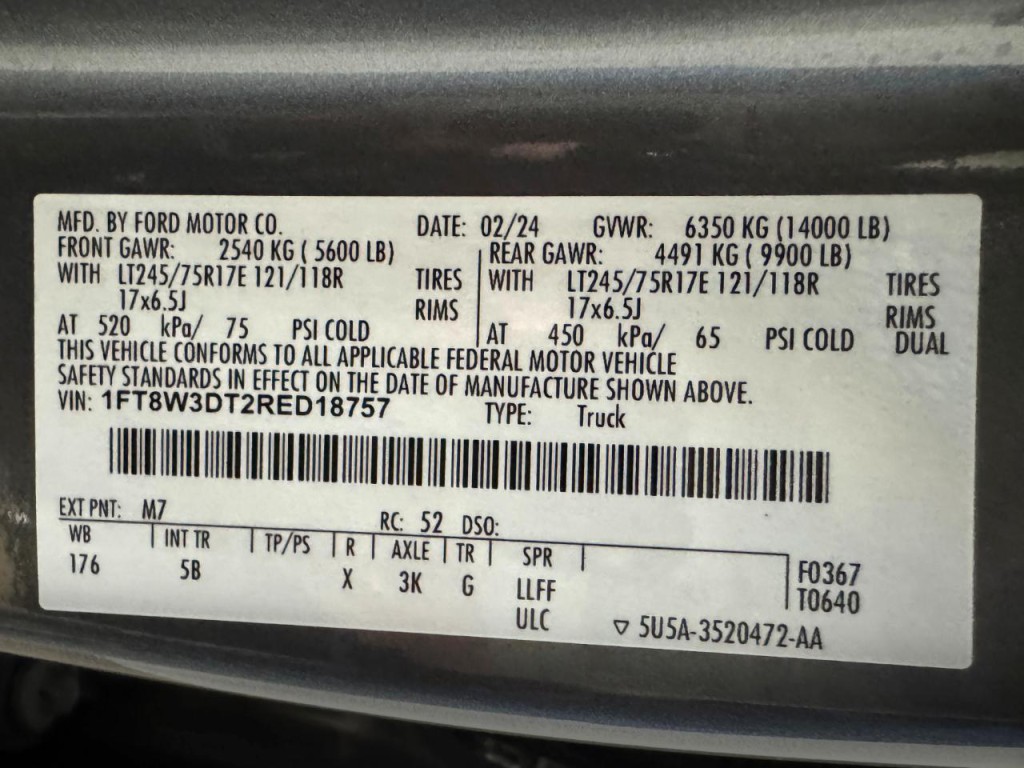 MFD. BY FORD MOTOR CO. DATE: 02/24 GVWR: 6350 KG (14000 LB)
FRONT GAWR: 2540 KG ( 5600 LB) REAR GAWR: 4491 KG ( 9900 LB)
WITH LT245/75R17E 121/118R TIRES WITH LT245/75R17E 121/118R TIRES
17x6.5J RIMS 17x6.5J RIMS
AT 520 kPa/ 75 PSI COLD AT 450 kPa/ 65 PSI COLD DUAL
THIS VEHICLE CONFORMS TO ALL APPLICABLE FEDERAL MOTOR VEHICLE
SAFETY STANDARDS IN EFFECT ON THE DATE OF MANUFACTURE SHOWN ABOVE.
VIN: 1FT8W3DT2RED18757 TYPE: Truck
EXT PNT: M7 RC: 52 DSO:
WB INT TR TP/PS R AXLE TR SPR
176 5B X 3K G LLFF F0367
ULC T0640
▽ 5U5A-3520472-AA